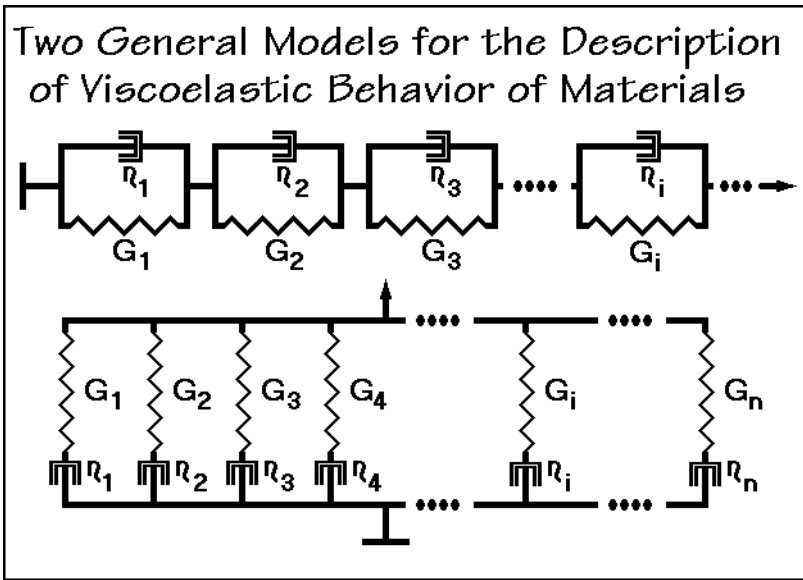 Two General Models for the Description
of Viscoelastic Behavior of Materials
η1 η2 η3 ηi
G1 G2 G3 Gi
G1 G2 G3 G4 Gi Gn
η1 η2 η3 η4 ηi ηn